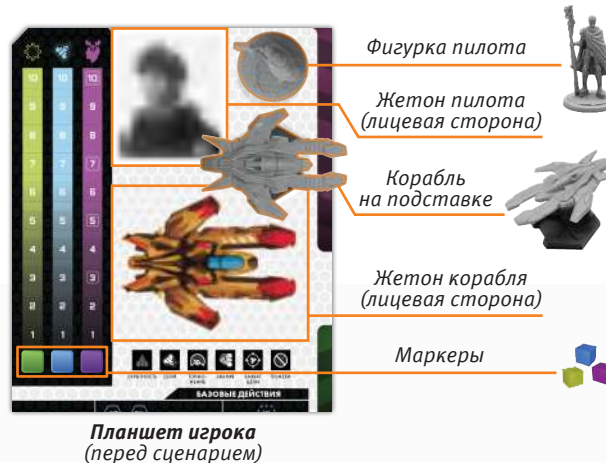 Фигурка пилота
Жетон пилота
(лицевая сторона)
Корабль
на подставке
Жетон корабля
(лицевая сторона)
Маркеры
10 10 10
9 9 9
8 8 8
7 7 7
6 6 6
5 5 5
4 4 4
3 3 3
2 2 2
1 1 1
БАЗОВЫЕ ДЕЙСТВИЯ
Планшет игрока
(перед сценарием)